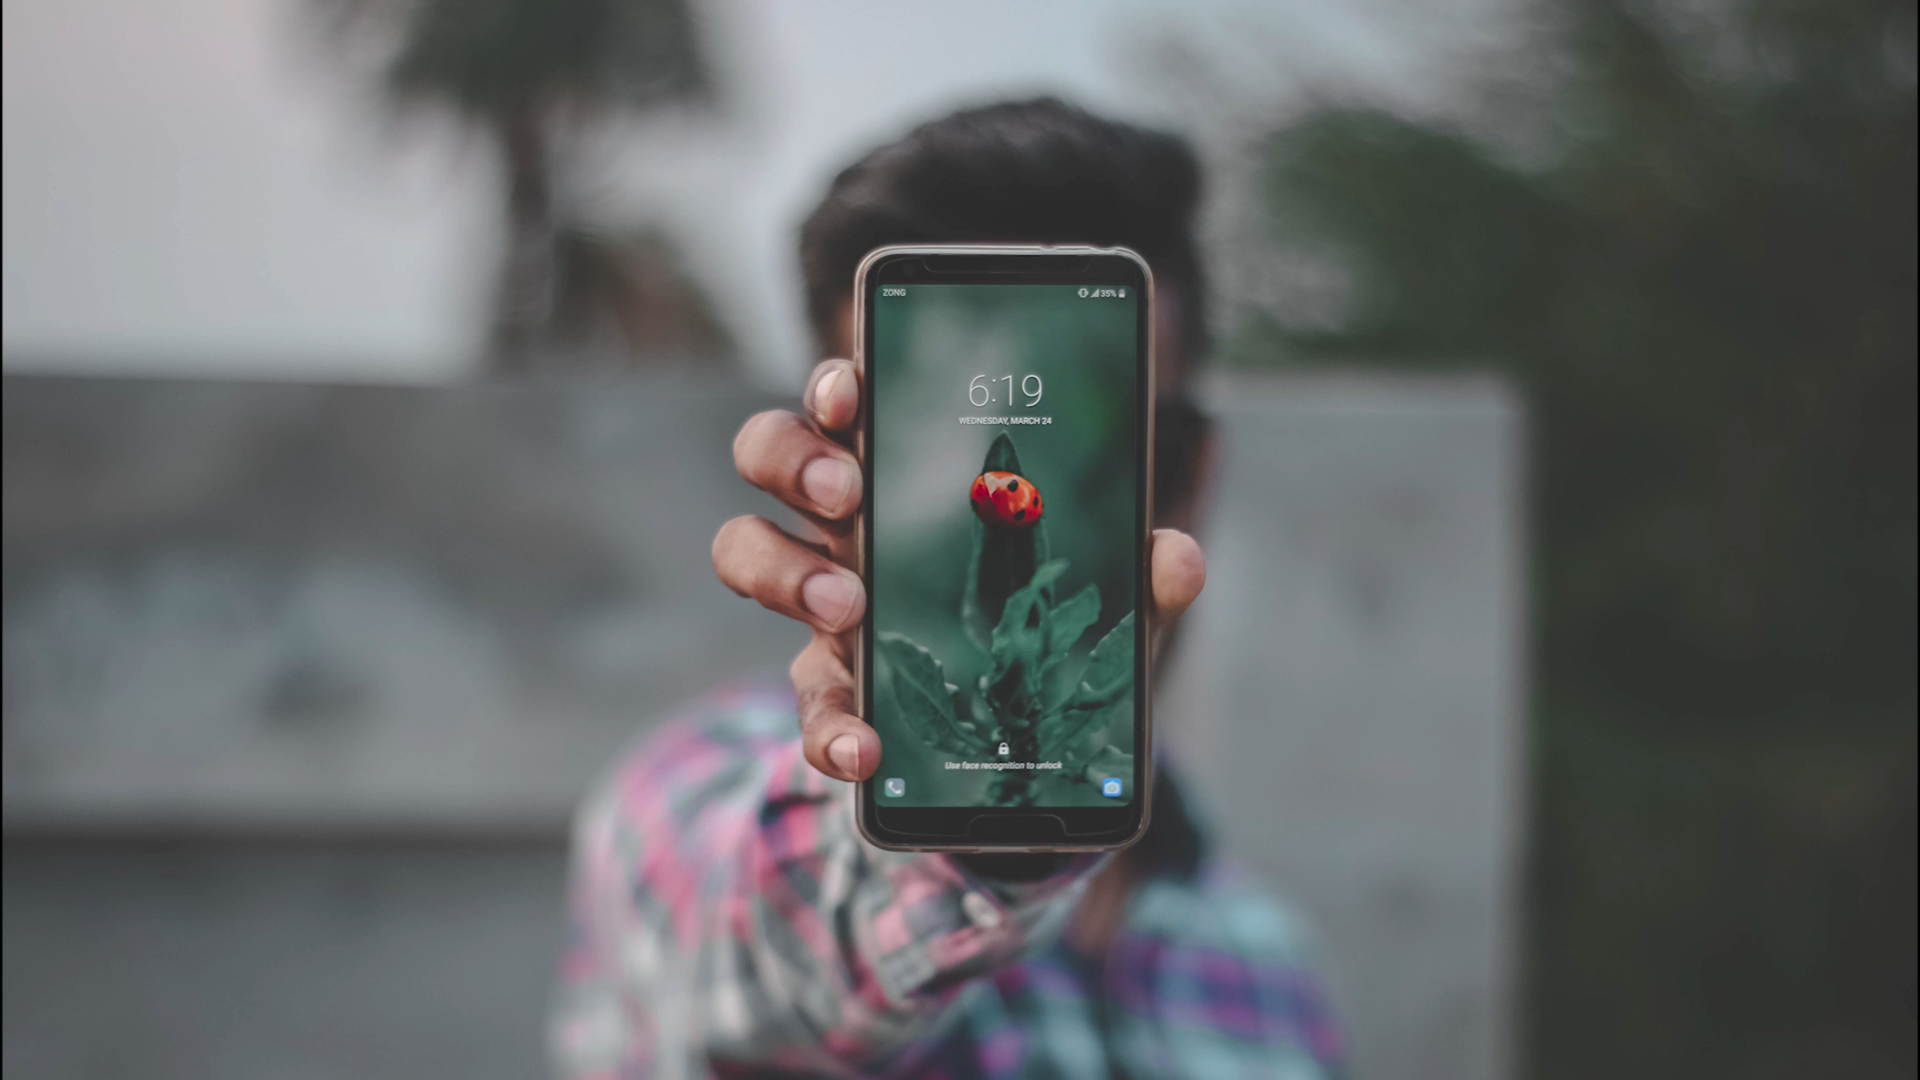 ZONG 35%
6:19
WEDNESDAY, MARCH 24
Use face recognition to unlock